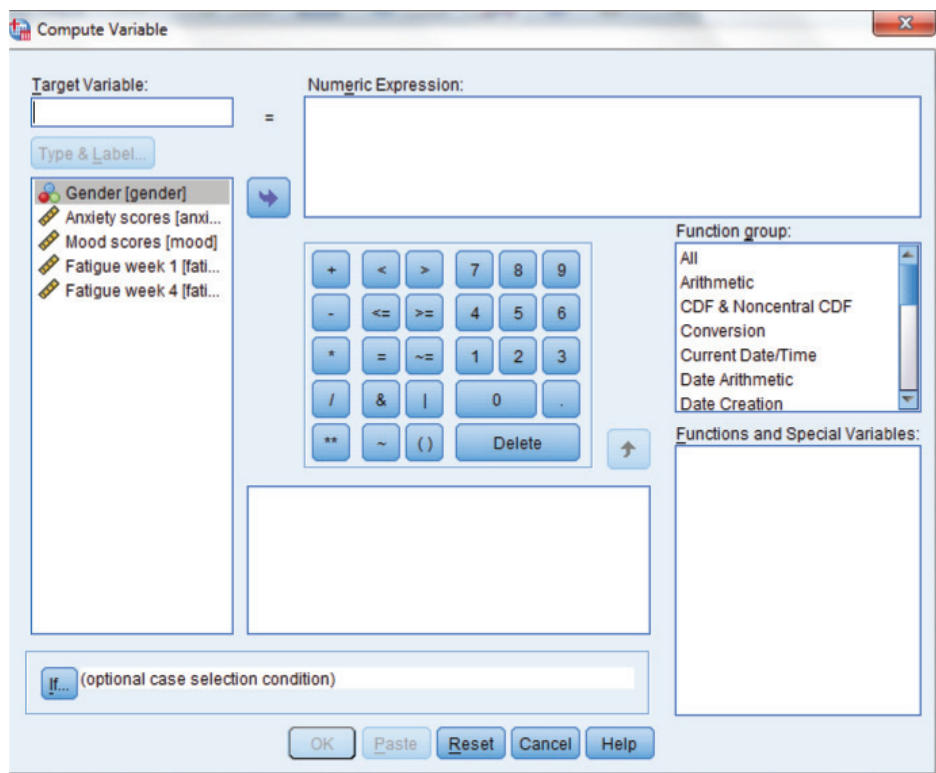 Compute Variable
Target Variable:
Numeric Expression:
=
Type & Label...
Gender [gender]
Anxiety scores [anxi...
Mood scores [mood]
Fatigue week 1 [fati...
Fatigue week 4 [fati...
+ < > 7 8 9
- <= >= 4 5 6
* = ~= 1 2 3
/ & | 0 .
** ~ ( ) Delete
Function group:
All
Arithmetic
CDF & Noncentral CDF
Conversion
Current Date/Time
Date Arithmetic
Date Creation
Functions and Special Variables:
If... (optional case selection condition)
OK Paste Reset Cancel Help